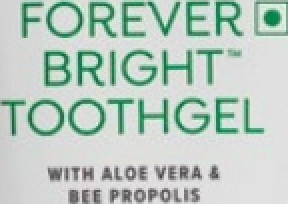 FOREVER
BRIGHT™
TOOTHGEL
WITH ALOE VERA &
BEE PROPOLIS